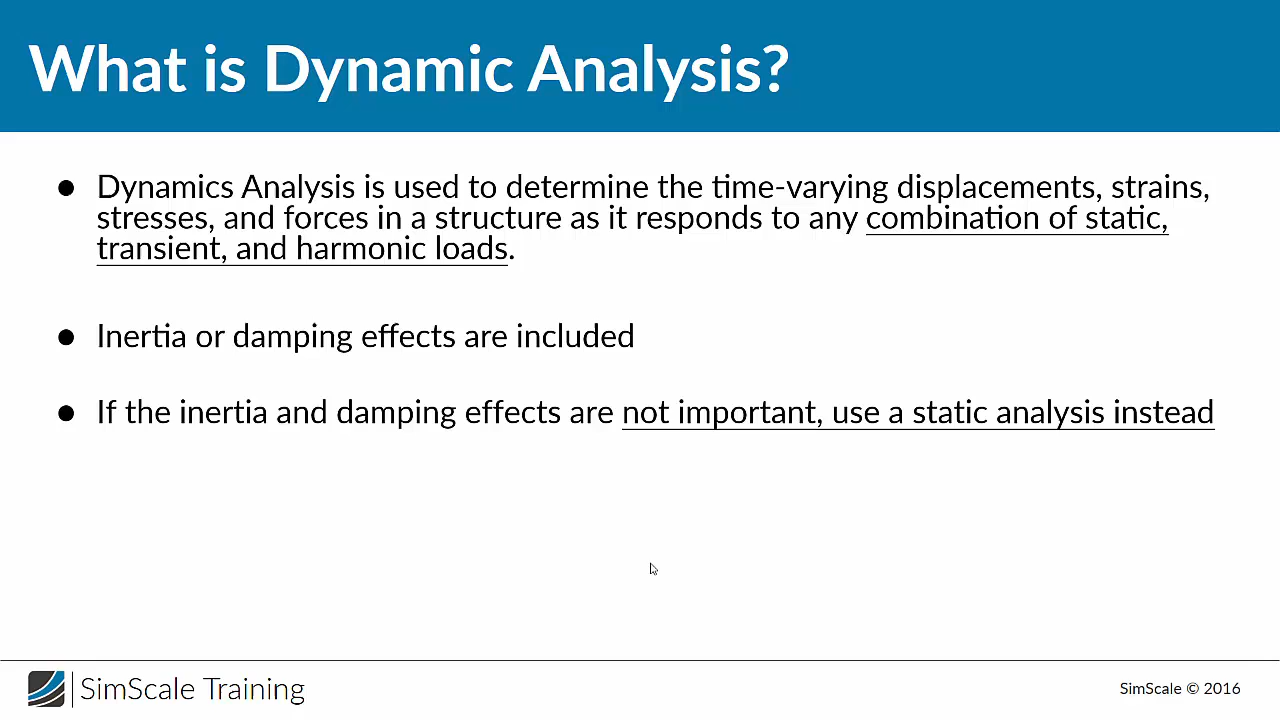 What is Dynamic Analysis?
● Dynamics Analysis is used to determine the time-varying displacements, strains,
stresses, and forces in a structure as it responds to any combination of static,
transient, and harmonic loads.
● Inertia or damping effects are included
● If the inertia and damping effects are not important, use a static analysis instead
SimScale Training
SimScale © 2016